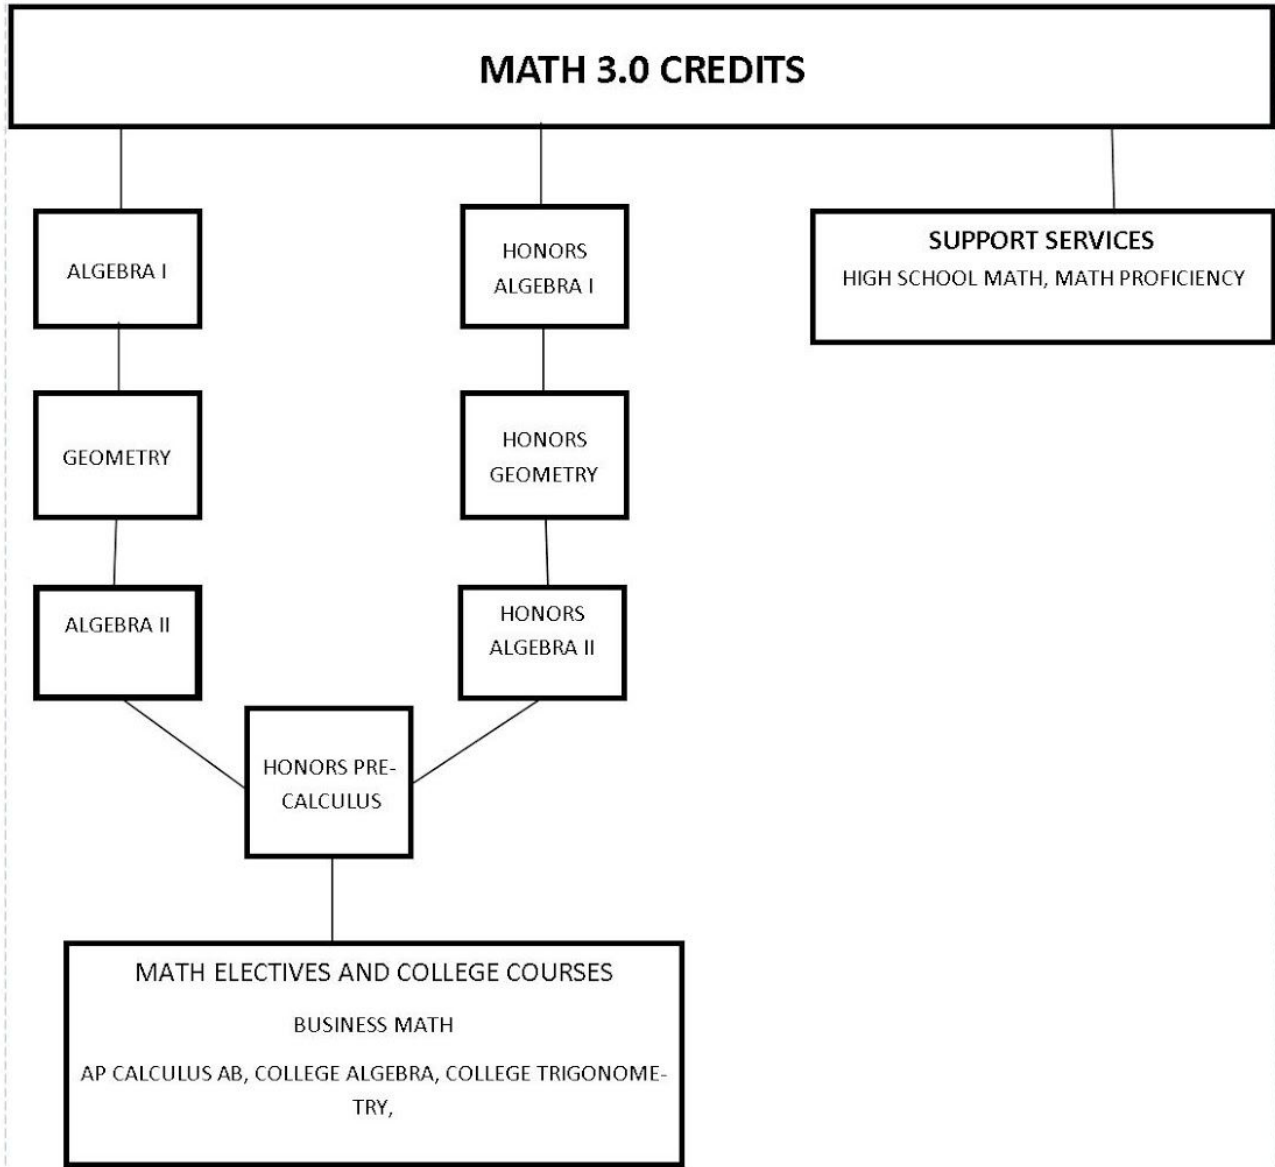 MATH 3.0 CREDITS
ALGEBRA I
HONORS
ALGEBRA I
SUPPORT SERVICES
HIGH SCHOOL MATH, MATH PROFICIENCY
GEOMETRY
HONORS
GEOMETRY
ALGEBRA II
HONORS
ALGEBRA II
HONORS PRE-
CALCULUS
MATH ELECTIVES AND COLLEGE COURSES
BUSINESS MATH
AP CALCULUS AB, COLLEGE ALGEBRA, COLLEGE TRIGONOME-
TRY,